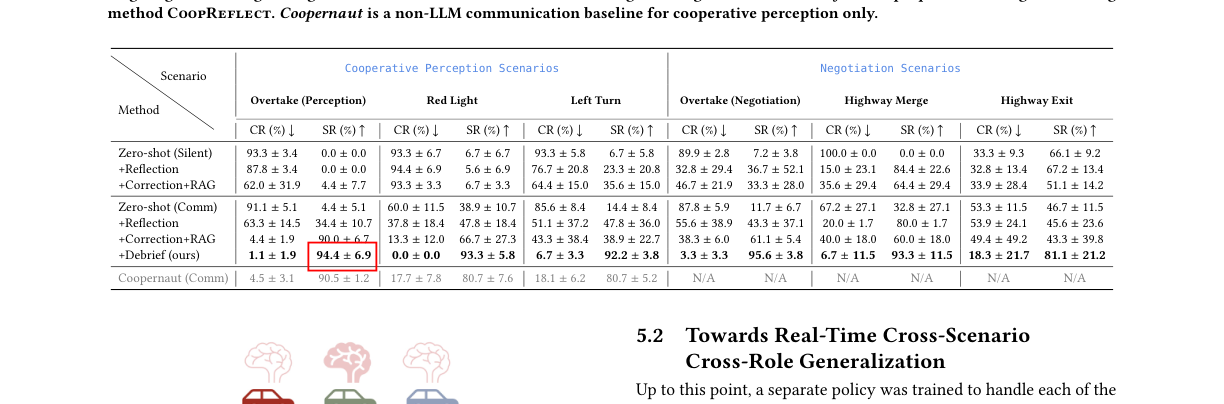 method COOPREFLECT. Coopernaut is a non-LLM communication baseline for cooperative perception only.
Scenario
Method
Cooperative Perception Scenarios Negotiation Scenarios
Overtake (Perception) Red Light Left Turn Overtake (Negotiation) Highway Merge Highway Exit
CR (%) ↓ SR (%) ↑ CR (%) ↓ SR (%) ↑ CR (%) ↓ SR (%) ↑ CR (%) ↓ SR (%) ↑ CR (%) ↓ SR (%) ↑ CR (%) ↓ SR (%) ↑
Zero-shot (Silent) 93.3 ± 3.4 0.0 ± 0.0 93.3 ± 6.7 6.7 ± 6.7 93.3 ± 5.8 6.7 ± 5.8 89.9 ± 2.8 7.2 ± 3.8 100.0 ± 0.0 0.0 ± 0.0 33.3 ± 9.3 66.1 ± 9.2
+Reflection 87.8 ± 3.4 0.0 ± 0.0 94.4 ± 6.9 5.6 ± 6.9 76.7 ± 20.8 23.3 ± 20.8 32.8 ± 29.4 36.7 ± 52.1 15.0 ± 23.1 84.4 ± 22.6 32.8 ± 13.4 67.2 ± 13.4
+Correction+RAG 62.0 ± 31.9 4.4 ± 7.7 93.3 ± 3.3 6.7 ± 3.3 64.4 ± 15.0 35.6 ± 15.0 46.7 ± 21.9 33.3 ± 28.0 35.6 ± 29.4 64.4 ± 29.4 33.9 ± 28.4 51.1 ± 14.2
Zero-shot (Comm) 91.1 ± 5.1 4.4 ± 5.1 60.0 ± 11.5 38.9 ± 10.7 85.6 ± 8.4 14.4 ± 8.4 87.8 ± 5.9 11.7 ± 6.7 67.2 ± 27.1 32.8 ± 27.1 53.3 ± 11.5 46.7 ± 11.5
+Reflection 63.3 ± 14.5 34.4 ± 10.7 37.8 ± 18.4 47.8 ± 18.4 51.1 ± 37.2 47.8 ± 36.0 55.6 ± 38.9 43.3 ± 37.1 20.0 ± 1.7 80.0 ± 1.7 53.9 ± 24.1 45.6 ± 23.6
+Correction+RAG 4.4 ± 1.9 90.0 ± 6.7 13.3 ± 12.0 66.7 ± 27.3 43.3 ± 38.4 38.9 ± 22.7 38.3 ± 6.0 61.1 ± 5.4 40.0 ± 18.0 60.0 ± 18.0 49.4 ± 49.2 43.3 ± 39.8
+Debrief (ours) 1.1 ± 1.9 94.4 ± 6.9 0.0 ± 0.0 93.3 ± 5.8 6.7 ± 3.3 92.2 ± 3.8 3.3 ± 3.3 95.6 ± 3.8 6.7 ± 11.5 93.3 ± 11.5 18.3 ± 21.7 81.1 ± 21.2
Coopernaut (Comm) 4.5 ± 3.1 90.5 ± 1.2 17.7 ± 7.8 80.7 ± 7.6 18.1 ± 6.2 80.7 ± 5.2 N/A N/A N/A N/A N/A N/A
5.2 Towards Real-Time Cross-Scenario
Cross-Role Generalization
Up to this point, a separate policy was trained to handle each of the